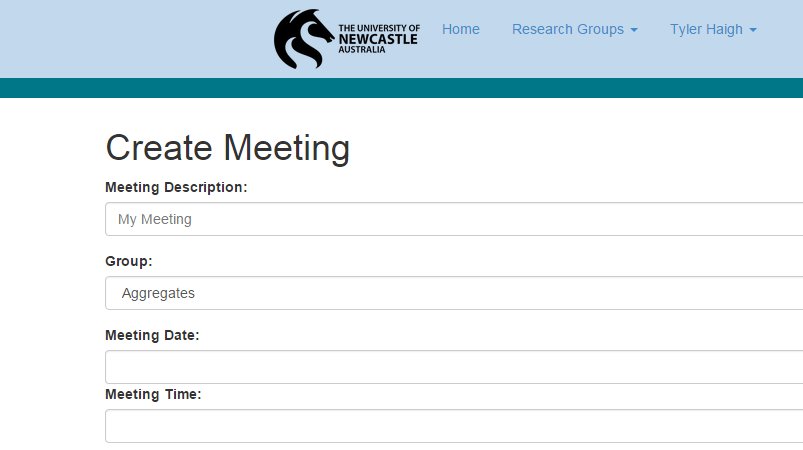 THE UNIVERSITY OF
NEWCASTLE
AUSTRALIA
Home
Research Groups
Tyler Haigh
Create Meeting
Meeting Description:
My Meeting
Group:
Aggregates
Meeting Date:
Meeting Time: